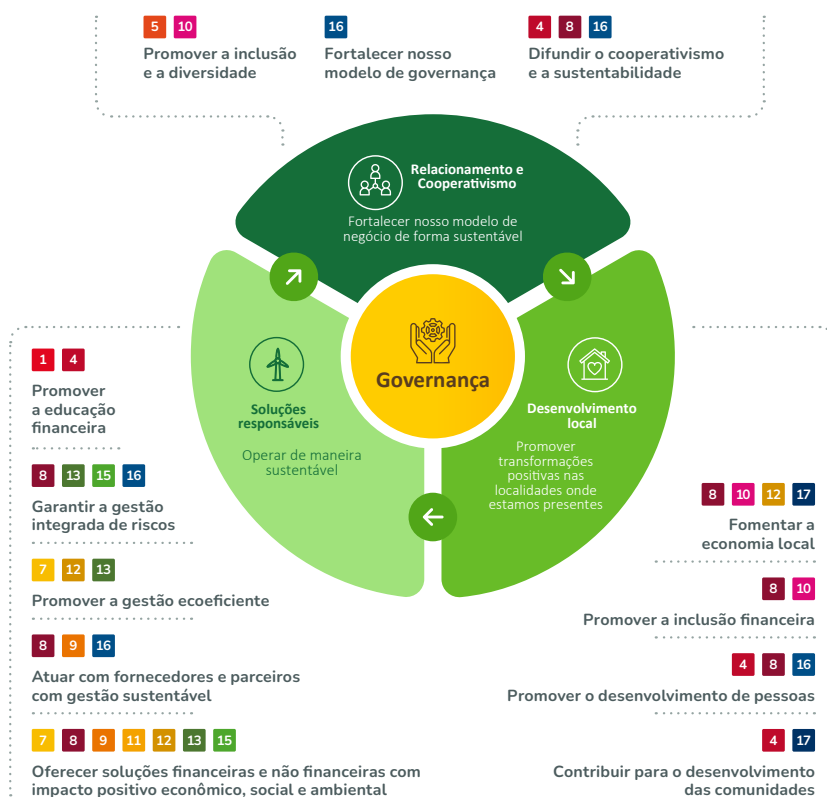 5 10
Promover a inclusão
e a diversidade
16
Fortalecer nosso
modelo de governança
4 8 16
Difundir o cooperativismo
e a sustentabilidade
Relacionamento e
Cooperativismo
Fortalecer nosso modelo de
negócio de forma sustentável
Governança
Soluções
responsáveis
Operar de maneira
sustentável
Desenvolvimento
local
Promover
transformações
positivas nas
localidades onde
estamos presentes
1 4
Promover
a educação
financeira
8 13 15 16
Garantir a gestão
integrada de riscos
7 12 13
Promover a gestão ecoeficiente
8 9 16
Atuar com fornecedores e parceiros
com gestão sustentável
7 8 9 11 12 13 15
Oferecer soluções financeiras e não financeiras com
impacto positivo econômico, social e ambiental
8 10 12 17
Fomentar a
economia local
8 10
Promover a inclusão financeira
4 8 16
Promover o desenvolvimento de pessoas
4 17
Contribuir para o desenvolvimento
das comunidades